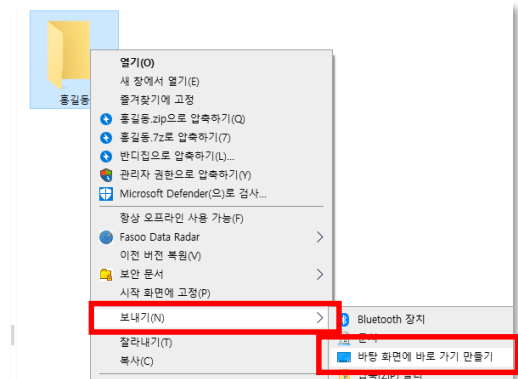 홍길동
열기(O)
새 창에서 열기(E)
즐겨찾기에 고정
홍길동.zip으로 압축하기(Q)
홍길동.7z로 압축하기(7)
반디집으로 압축하기(L)...
관리자 권한으로 압축하기(Y)
Microsoft Defender(으)로 검사...
항상 오프라인 사용 가능(F)
Fasoo Data Radar
이전 버전 복원(V)
보안 문서
시작 화면에 고정(P)
보내기(N)
잘라내기(T)
복사(C)
Bluetooth 장치
문서
바탕 화면에 바로 가기 만들기